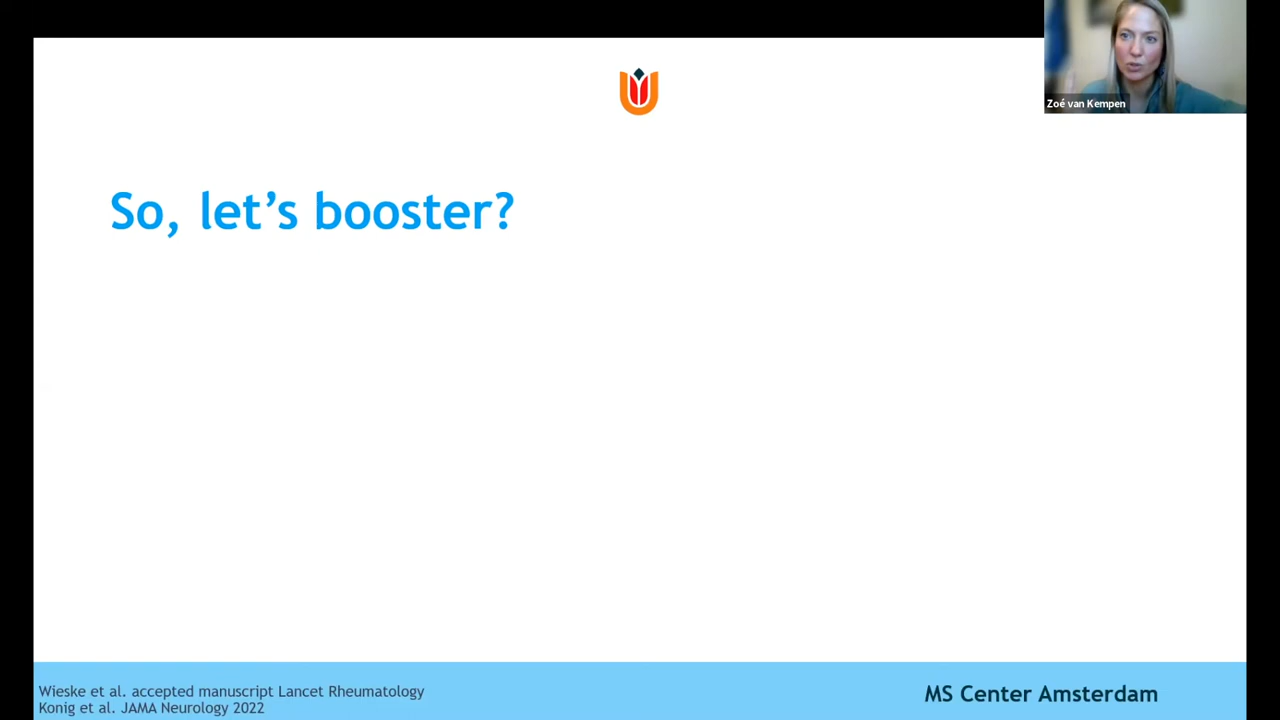 Zoé van Kempen
So, let's booster?
Wieske et al. accepted manuscript Lancet Rheumatology
Konig et al. JAMA Neurology 2022
MS Center Amsterdam